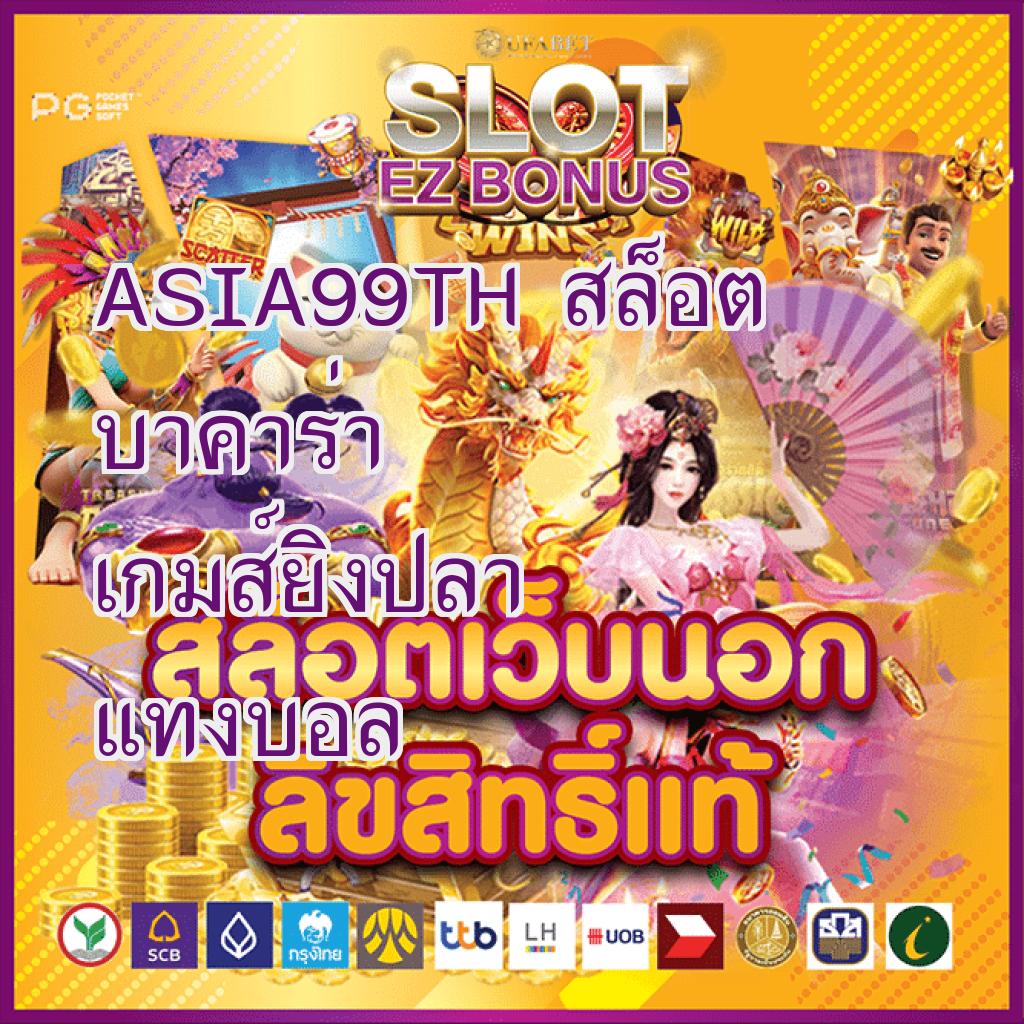 UFABET
PG POCKET GAMES SOFT
SLOT
EZ BONUS
WINS
SCATTER
WILD
ASIA99TH สล็อต
บาคาร่า
เกมส์ยิงปลา
สล็อตเว็บนอก
แทงบอล
ลิขสิทธิ์แท้
SCB
กรุงไทย
ttb
LH
UOB